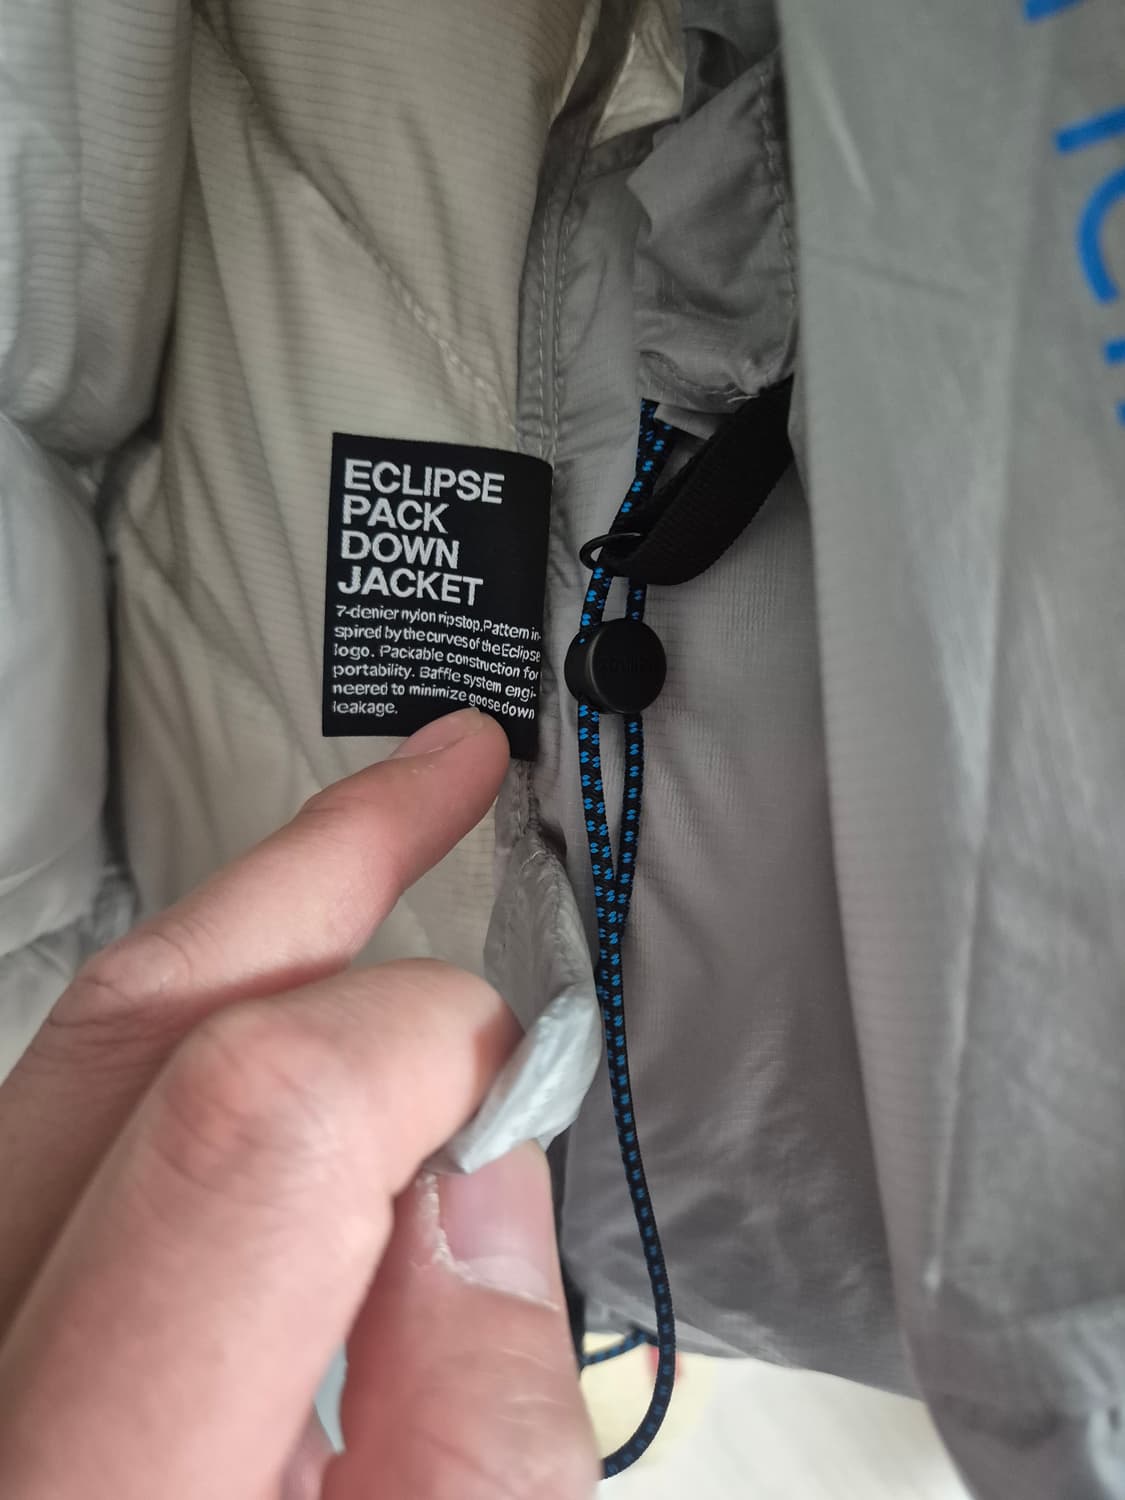 ECLIPSE
PACK
DOWN
JACKET
7-denier nylon ripstop. Pattern in-
spired by the curves of the Eclipse
logo. Packable construction for
portability. Baffle system engi-
neered to minimize goose down
leakage.